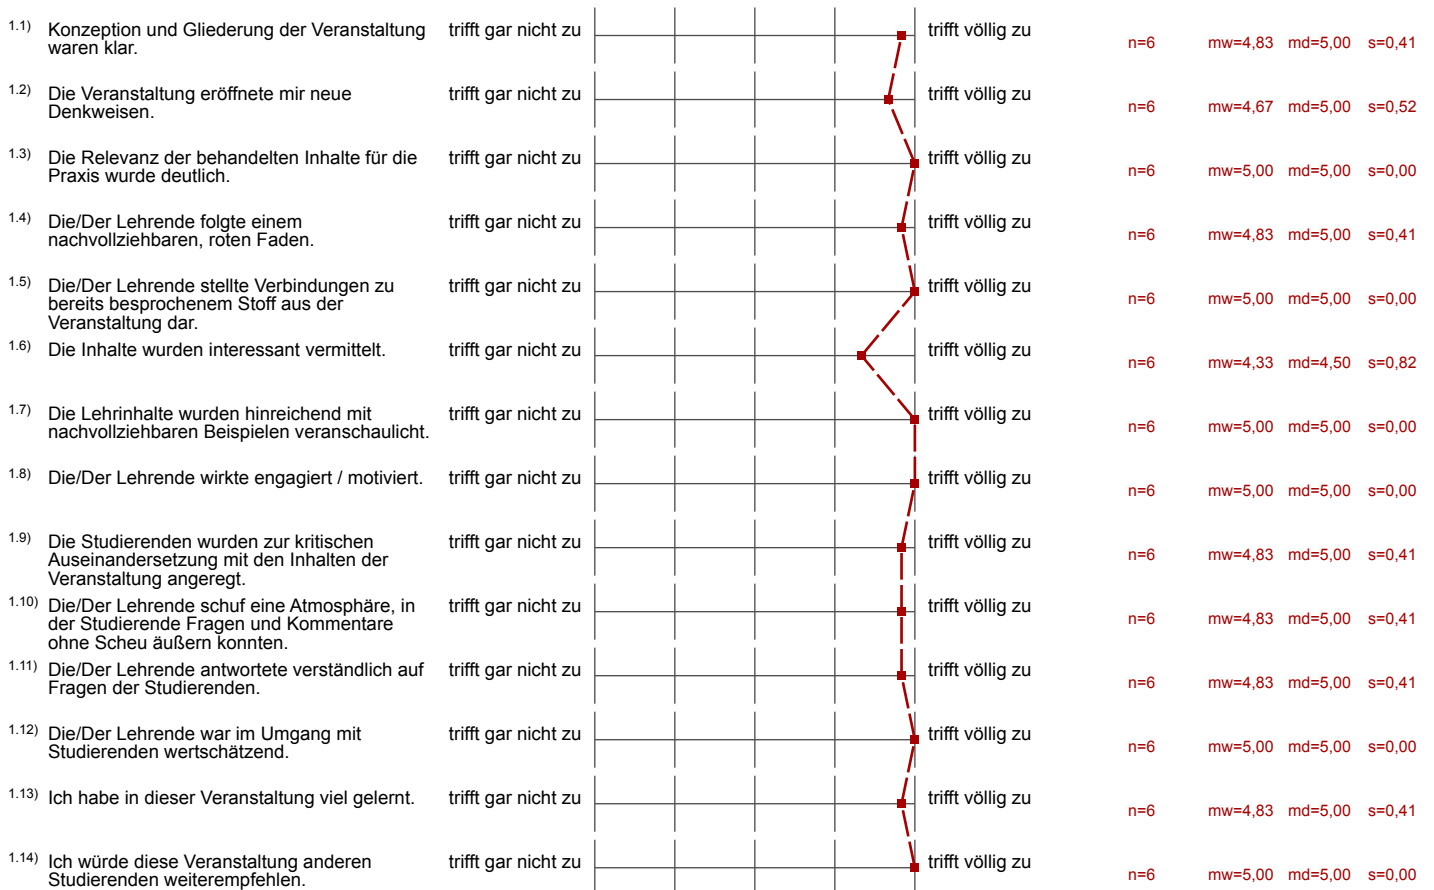 1.1) Konzeption und Gliederung der Veranstaltung waren klar. trifft gar nicht zu trifft völlig zu n=6 mw=4,83 md=5,00 s=0,41
1.2) Die Veranstaltung eröffnete mir neue Denkweisen. trifft gar nicht zu trifft völlig zu n=6 mw=4,67 md=5,00 s=0,52
1.3) Die Relevanz der behandelten Inhalte für die Praxis wurde deutlich. trifft gar nicht zu trifft völlig zu n=6 mw=5,00 md=5,00 s=0,00
1.4) Die/Der Lehrende folgte einem nachvollziehbaren, roten Faden. trifft gar nicht zu trifft völlig zu n=6 mw=4,83 md=5,00 s=0,41
1.5) Die/Der Lehrende stellte Verbindungen zu bereits besprochenem Stoff aus der Veranstaltung dar. trifft gar nicht zu trifft völlig zu n=6 mw=5,00 md=5,00 s=0,00
1.6) Die Inhalte wurden interessant vermittelt. trifft gar nicht zu trifft völlig zu n=6 mw=4,33 md=4,50 s=0,82
1.7) Die Lehrinhalte wurden hinreichend mit nachvollziehbaren Beispielen veranschaulicht. trifft gar nicht zu trifft völlig zu n=6 mw=5,00 md=5,00 s=0,00
1.8) Die/Der Lehrende wirkte engagiert / motiviert. trifft gar nicht zu trifft völlig zu n=6 mw=5,00 md=5,00 s=0,00
1.9) Die Studierenden wurden zur kritischen Auseinandersetzung mit den Inhalten der Veranstaltung angeregt. trifft gar nicht zu trifft völlig zu n=6 mw=4,83 md=5,00 s=0,41
1.10) Die/Der Lehrende schuf eine Atmosphäre, in der Studierende Fragen und Kommentare ohne Scheu äußern konnten. trifft gar nicht zu trifft völlig zu n=6 mw=4,83 md=5,00 s=0,41
1.11) Die/Der Lehrende antwortete verständlich auf Fragen der Studierenden. trifft gar nicht zu trifft völlig zu n=6 mw=4,83 md=5,00 s=0,41
1.12) Die/Der Lehrende war im Umgang mit Studierenden wertschätzend. trifft gar nicht zu trifft völlig zu n=6 mw=5,00 md=5,00 s=0,00
1.13) Ich habe in dieser Veranstaltung viel gelernt. trifft gar nicht zu trifft völlig zu n=6 mw=4,83 md=5,00 s=0,41
1.14) Ich würde diese Veranstaltung anderen Studierenden weiterempfehlen. trifft gar nicht zu trifft völlig zu n=6 mw=5,00 md=5,00 s=0,00